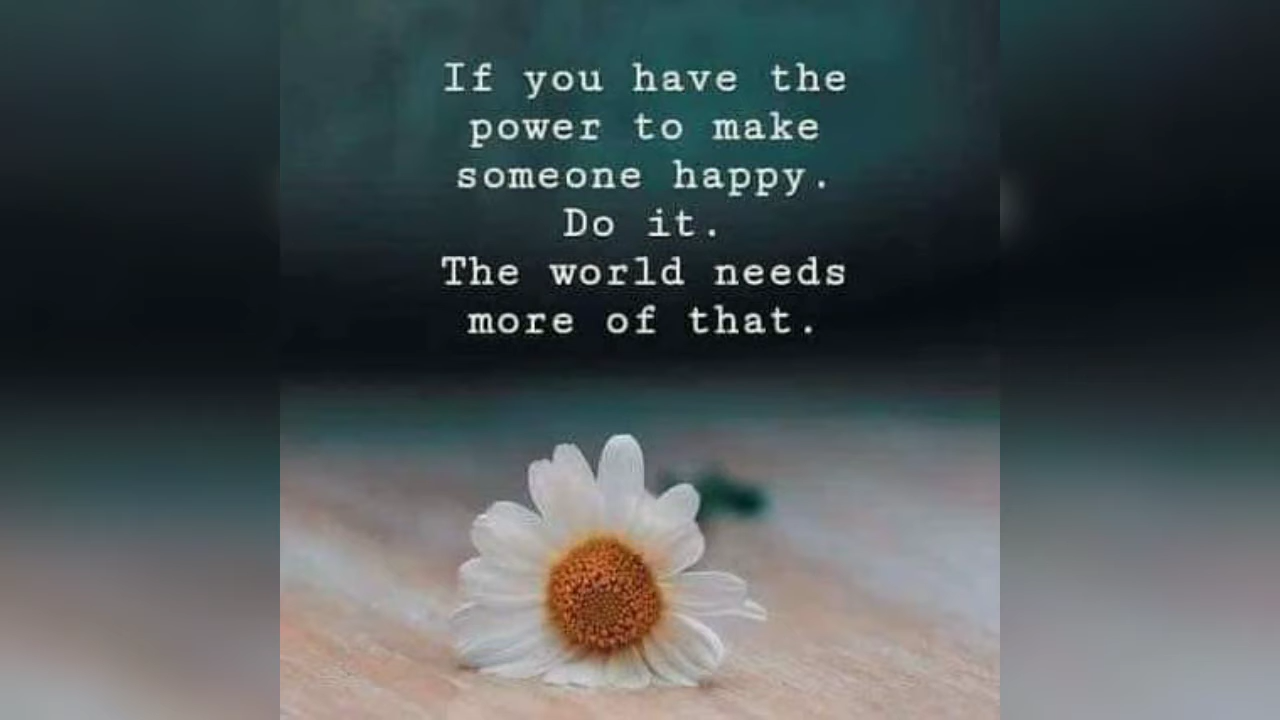 If you have the
power to make
someone happy.
Do it.
The world needs
more of that.